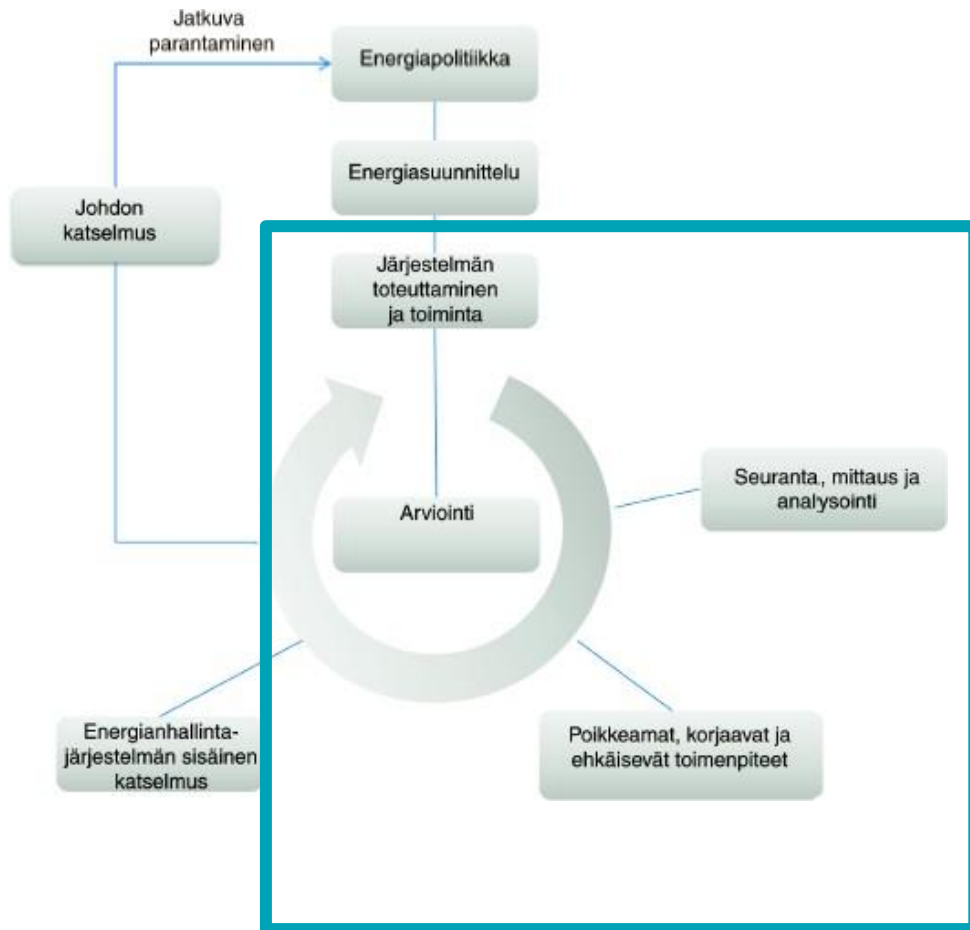 Jatkuva
parantaminen
Energiapolitiikka
Energiasuunnittelu
Johdon
katselmus
Järjestelmän
toteuttaminen
ja toiminta
Arviointi
Seuranta, mittaus ja
analysointi
Energianhallinta-
järjestelmän sisäinen
katselmus
Poikkeamat, korjaavat ja
ehkäisevät toimenpiteet